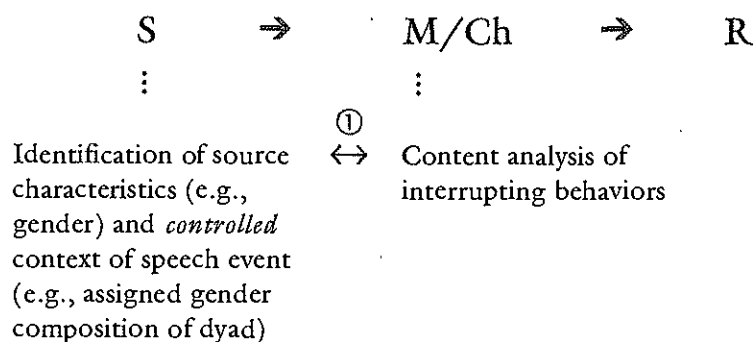 S → M/Ch → R
⋮ ⋮
①
Identification of source ↔ Content analysis of
characteristics (e.g., interrupting behaviors
gender) and controlled
context of speech event
(e.g., assigned gender
composition of dyad)